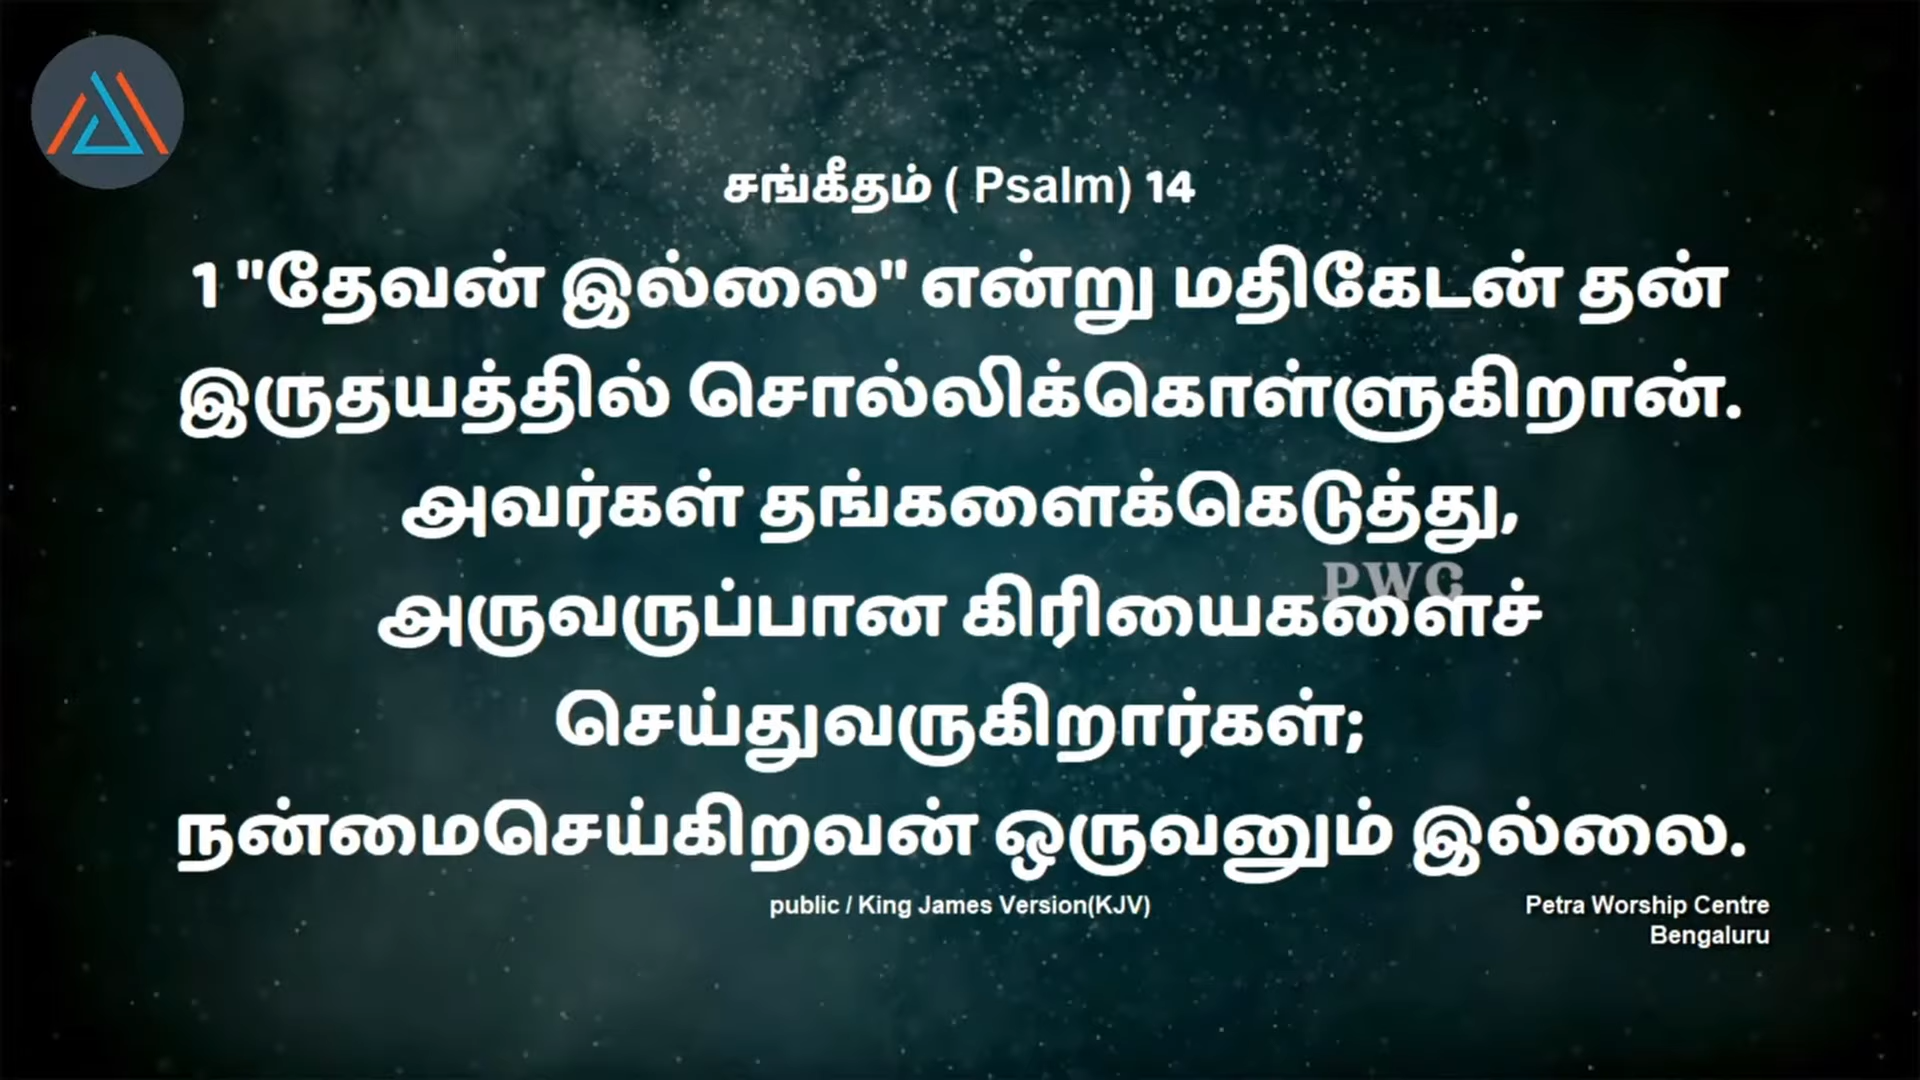 சங்கீதம் ( Psalm) 14
1 "தேவன் இல்லை" என்று மதிகேடன் தன்
இருதயத்தில் சொல்லிக்கொள்ளுகிறான்.
அவர்கள் தங்களைக்கெடுத்து,
PWC
அருவருப்பான கிரியைகளைச்
செய்துவருகிறார்கள்;
நன்மைசெய்கிறவன் ஒருவனும் இல்லை.
public / King James Version(KJV)
Petra Worship Centre
Bengaluru